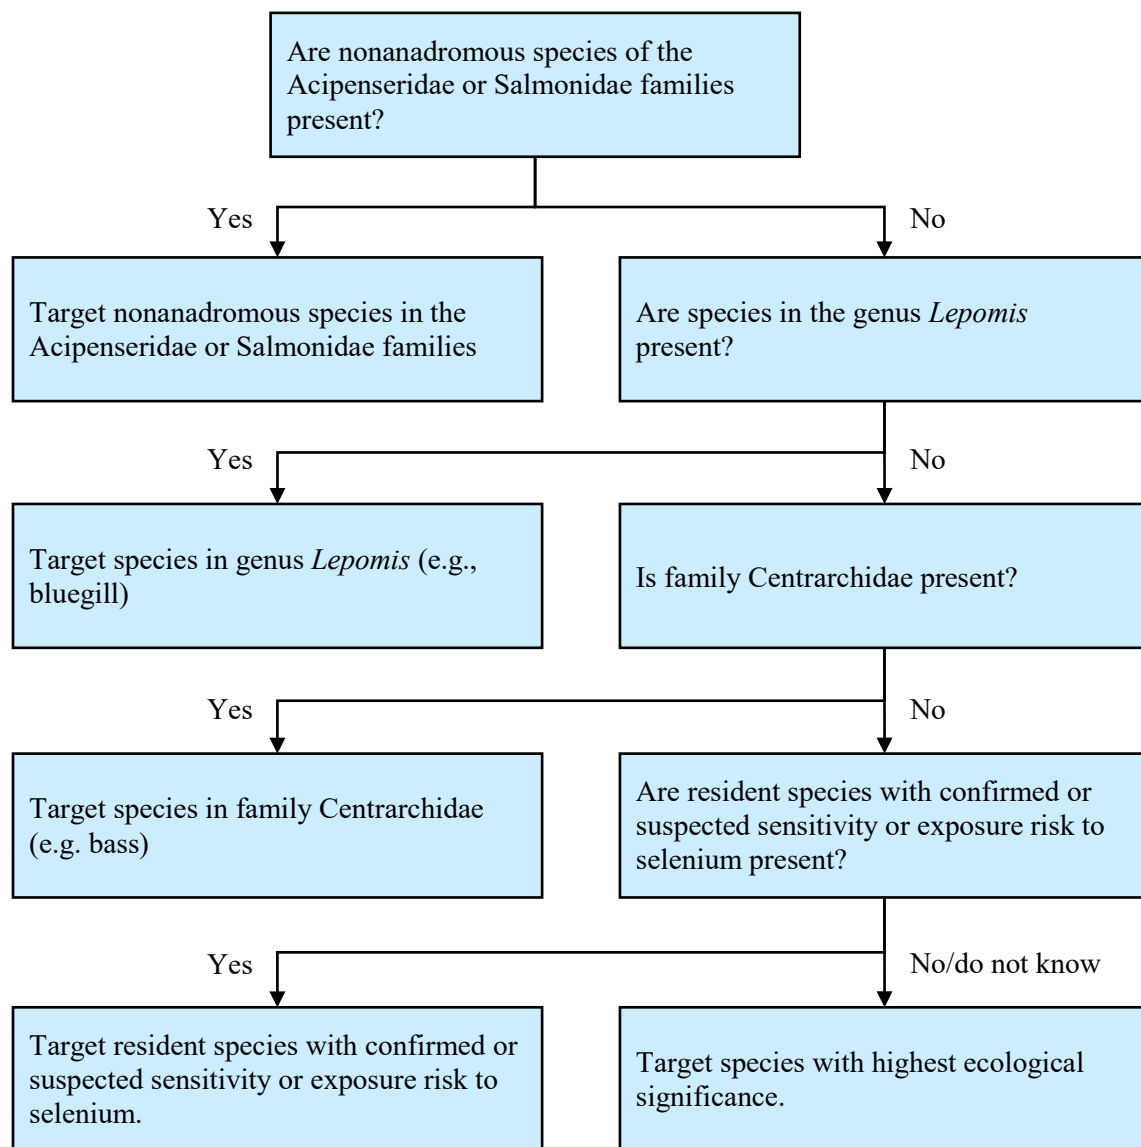 Are nonanadromous species of the
Acipenseridae or Salmonidae families
present?
Yes
No
Target nonanadromous species in the
Acipenseridae or Salmonidae families
Are species in the genus Lepomis
present?
Yes
No
Target species in genus Lepomis (e.g.,
bluegill)
Is family Centrarchidae present?
Yes
No
Target species in family Centrarchidae
(e.g. bass)
Are resident species with confirmed or
suspected sensitivity or exposure risk to
selenium present?
Yes
No/do not know
Target resident species with confirmed or
suspected sensitivity or exposure risk to
selenium.
Target species with highest ecological
significance.